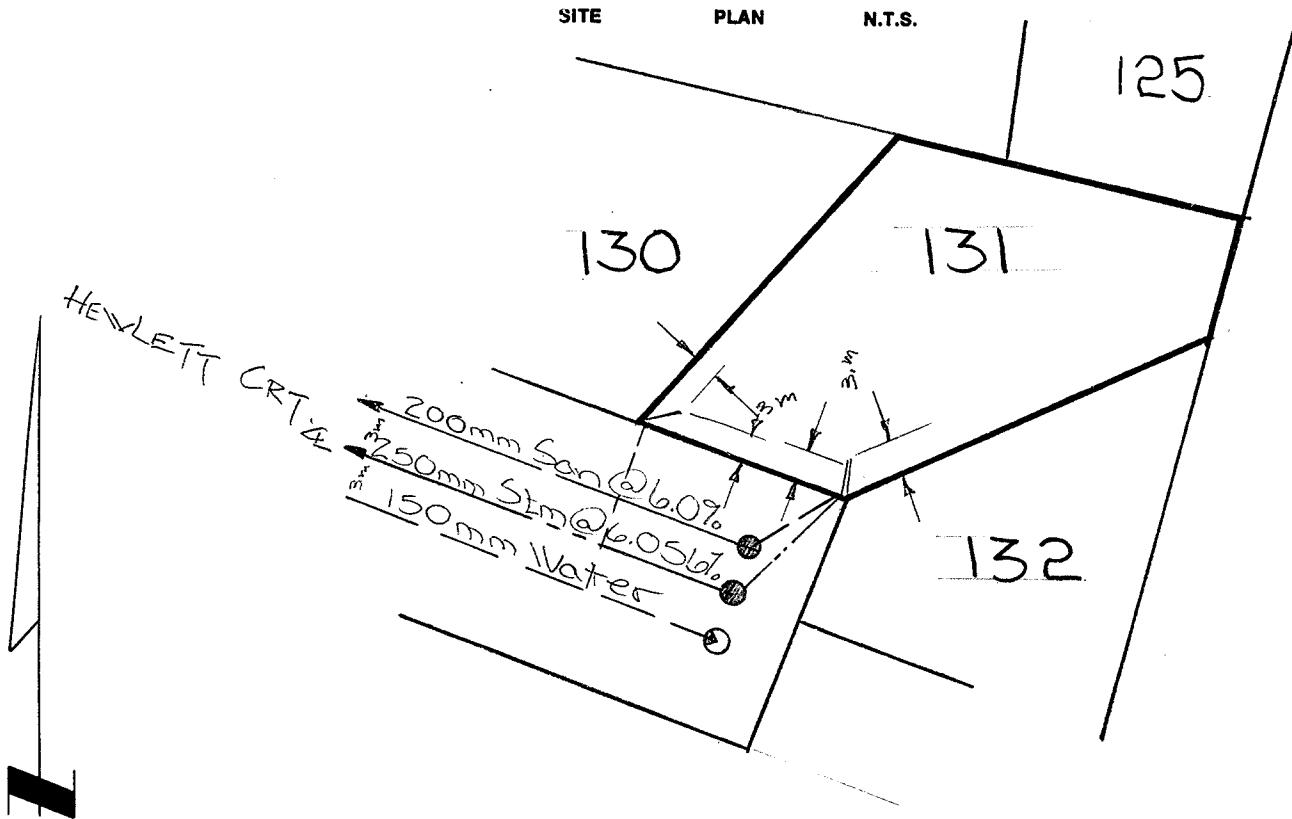 SITE PLAN N.T.S.
125
130
131
HEWLETT CRT. ℄
3m
3.m
200mm San @ 6.0%
3m
250mm Stm @ 6.056%
3m
150mm Water
132